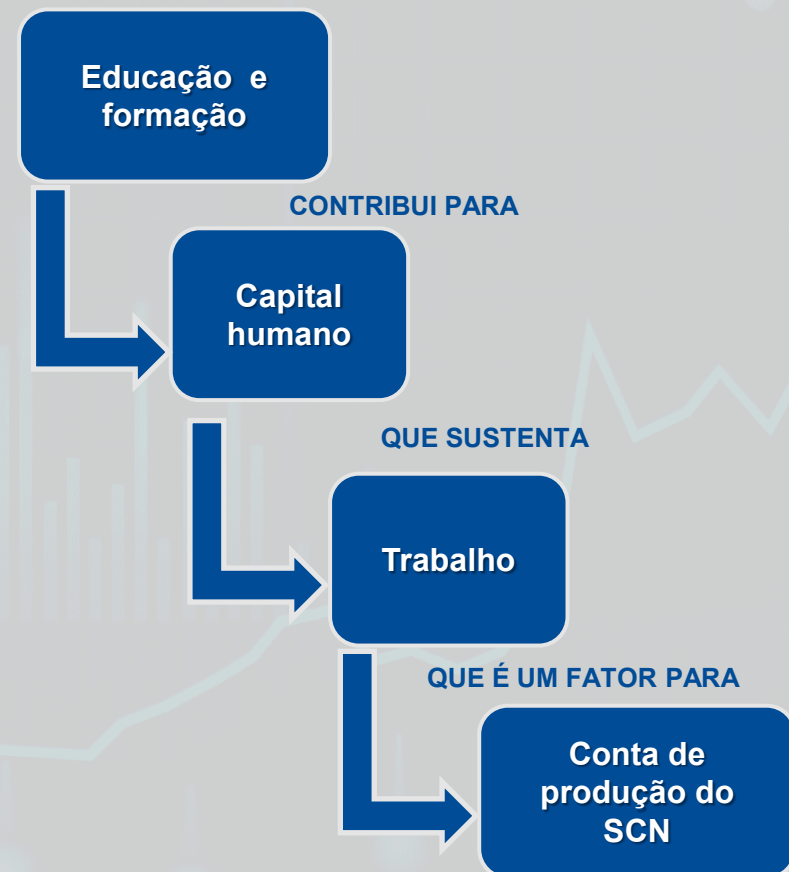 Educação e
formação
CONTRIBUI PARA
Capital
humano
QUE SUSTENTA
Trabalho
QUE É UM FATOR PARA
Conta de
produção do
SCN